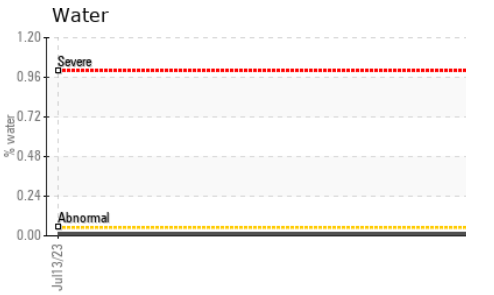 Water
1.20
Severe
0.96
0.72
% water
0.48
0.24
Abnormal
0.00
Jul13/23